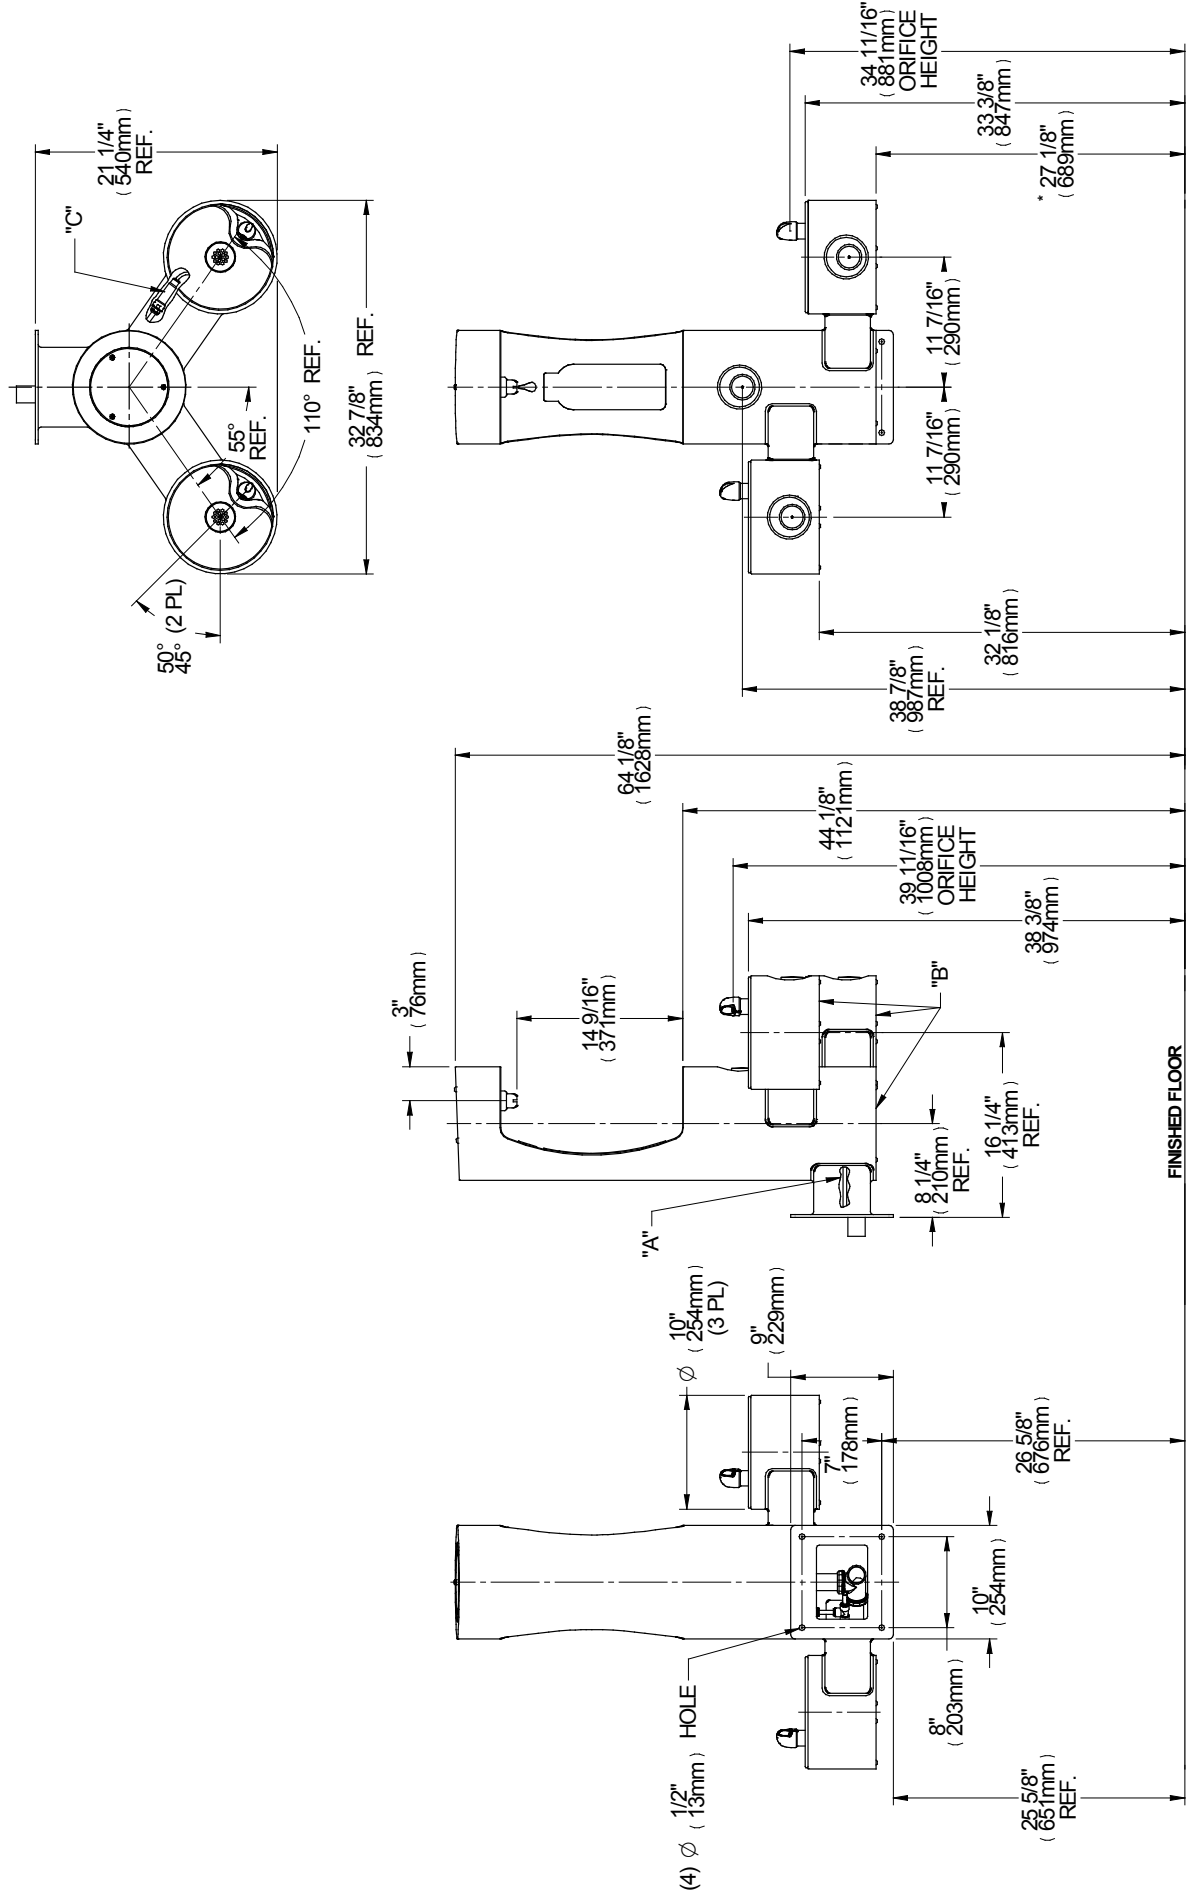 (4) Ø 1/2"
( 13mm )
HOLE
25 5/8"
( 651mm )
REF.
8"
( 203mm )
10"
( 254mm )
26 5/8"
( 676mm )
REF.
7"
( 178mm )
9"
( 229mm )
Ø 10"
( 254mm )
(3 PL)
"A"
8 1/4"
( 210mm )
REF.
16 1/4"
( 413mm )
REF.
"B"
3"
( 76mm )
14 9/16"
( 371mm )
38 3/8"
( 974mm )
39 11/16"
( 1008mm )
ORIFICE
HEIGHT
44 1/8"
( 1121mm )
64 1/8"
( 1628mm )
FINISHED FLOOR
38 7/8"
( 987mm )
REF.
32 1/8"
( 816mm )
11 7/16"
( 290mm )
11 7/16"
( 290mm )
* 27 1/8"
( 689mm )
33 3/8"
( 847mm )
34 11/16"
( 881mm )
ORIFICE
HEIGHT
50°
45° (2 PL)
55°
REF.
110° REF.
32 7/8"
( 834mm ) REF.
"C"
21 1/4"
( 540mm )
REF.